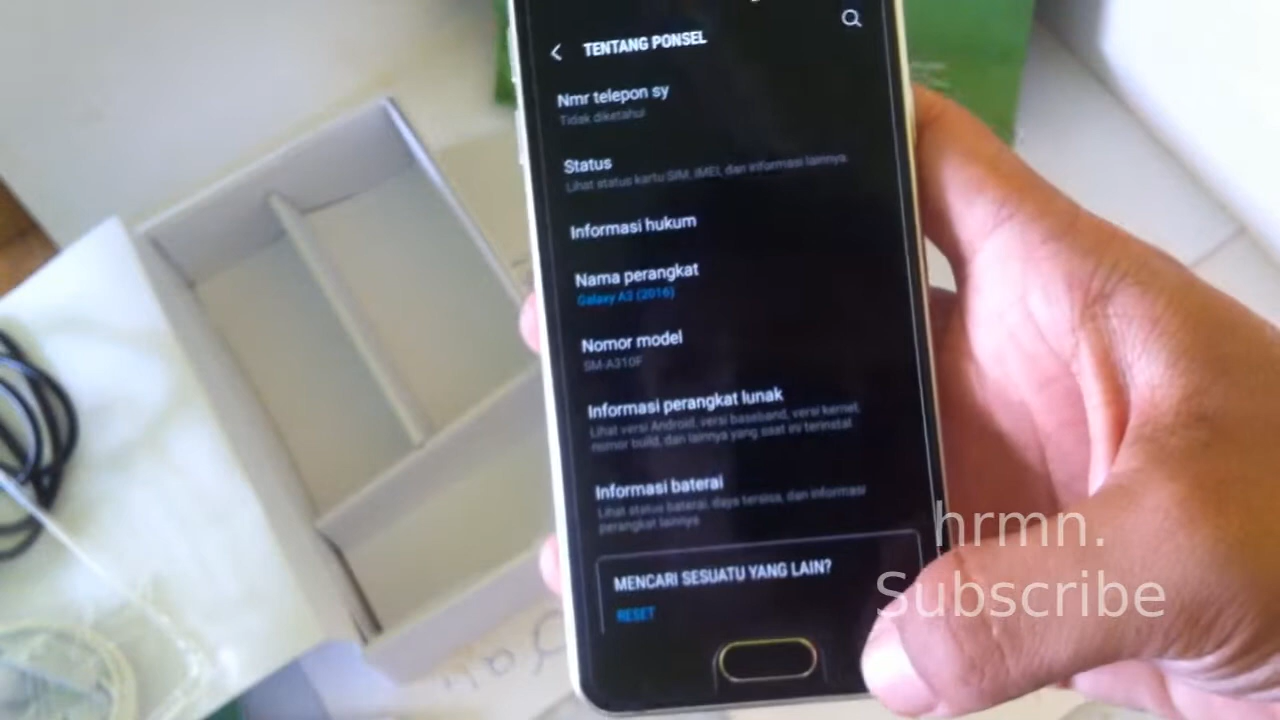 TENTANG PONSEL
Nmr telepon sy
Tidak diketahui
Status
Lihat status kartu SIM, IMEI, dan informasi lainnya.
Informasi hukum
Nama perangkat
Galaxy A3 (2016)
Nomor model
SM-A310F
Informasi perangkat lunak
Lihat versi Android, versi baseband, versi kernel,
nomor build, dan lainnya yang saat ini terinstal
Informasi baterai
Lihat status baterai, daya tersisa, dan informasi
perangkat lainnya
MENCARI SESUATU YANG LAIN?
RESET
hrmn.
Subscribe